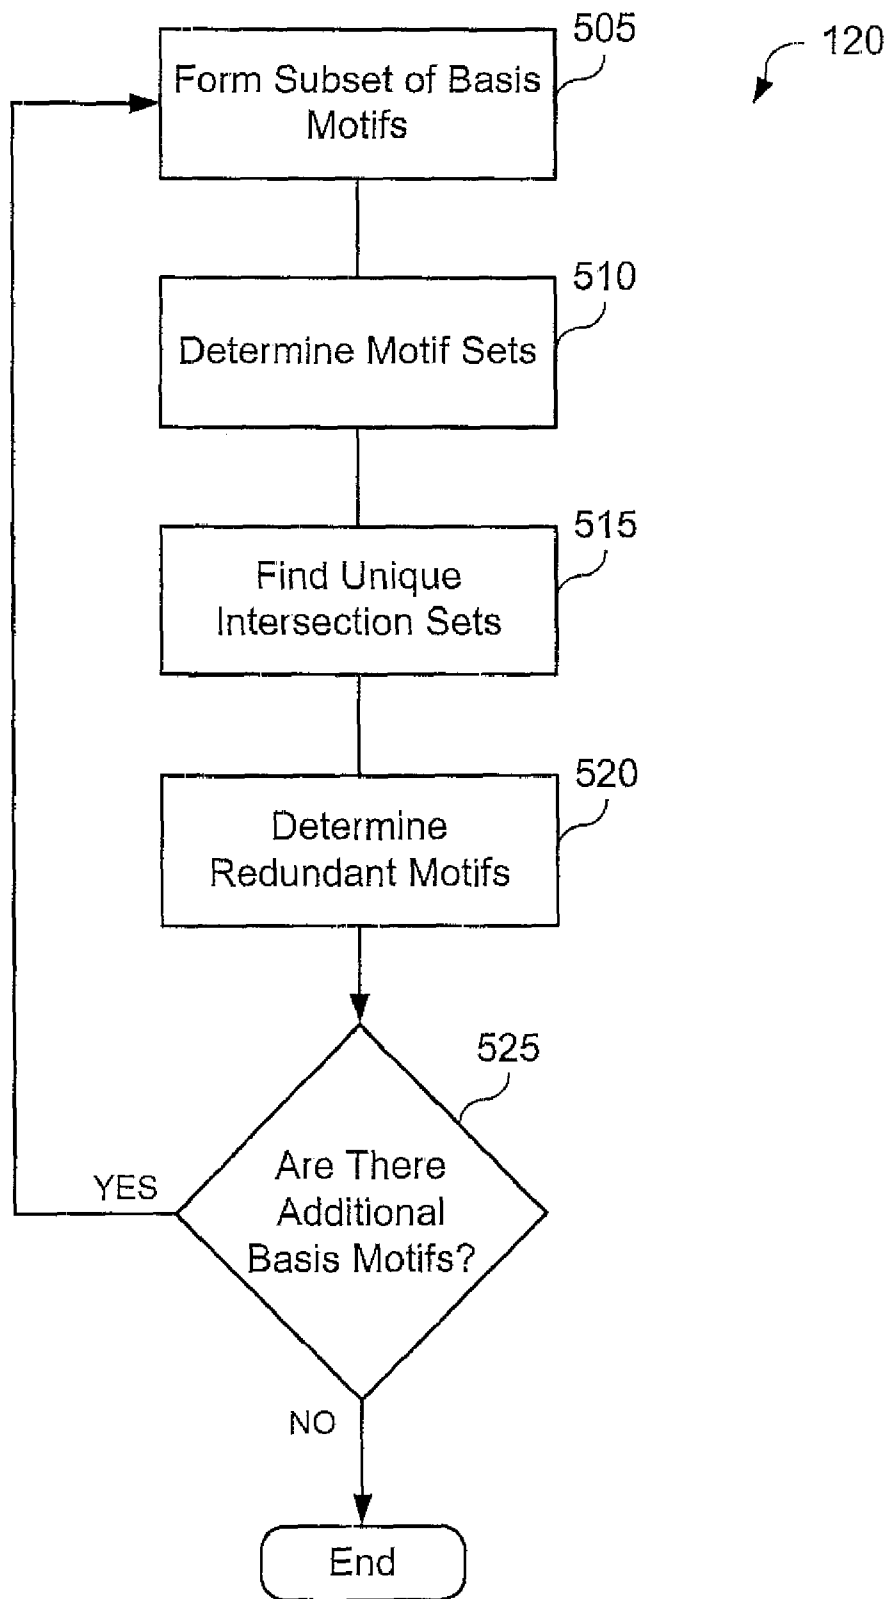 505
120
Form Subset of Basis
Motifs
510
Determine Motif Sets
515
Find Unique
Intersection Sets
520
Determine
Redundant Motifs
525
Are There
Additional
Basis Motifs?
YES
NO
End